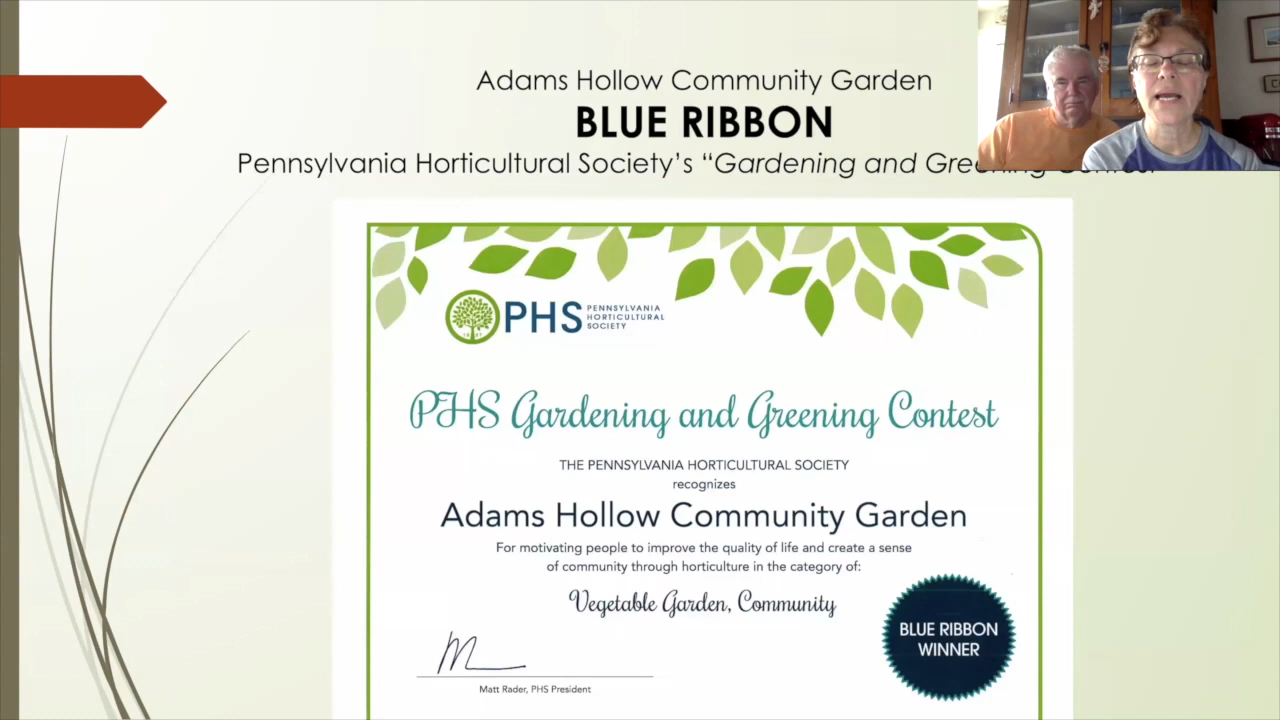 Adams Hollow Community Garden
BLUE RIBBON
Pennsylvania Horticultural Society's “Gardening and Greening
PHS PENNSYLVANIA
HORTICULTURAL
SOCIETY
1827
PHS Gardening and Greening Contest
THE PENNSYLVANIA HORTICULTURAL SOCIETY
recognizes
Adams Hollow Community Garden
For motivating people to improve the quality of life and create a sense
of community through horticulture in the category of:
Vegetable Garden, Community
BLUE RIBBON
WINNER
Matt Rader, PHS President